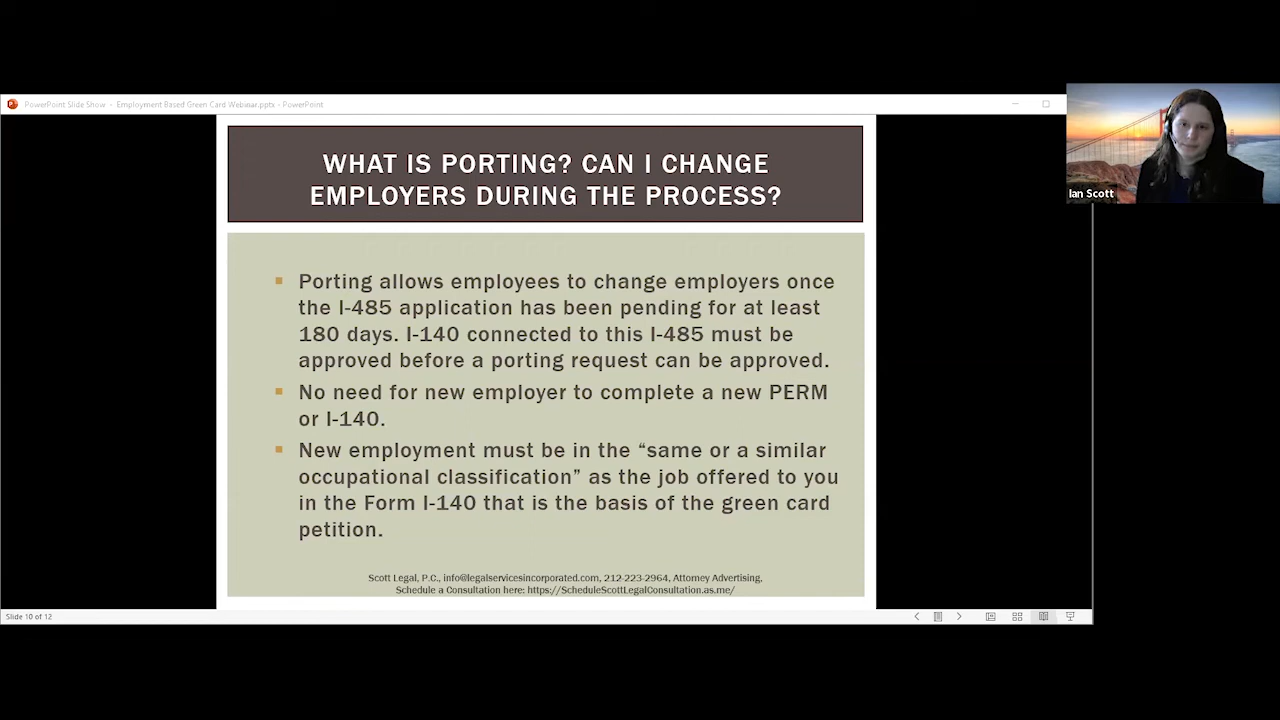 PowerPoint Slide Show - Employment Based Green Card Webinar.pptx - PowerPoint
Ian Scott
WHAT IS PORTING? CAN I CHANGE
EMPLOYERS DURING THE PROCESS?
Porting allows employees to change employers once
the I-485 application has been pending for at least
180 days. I-140 connected to this I-485 must be
approved before a porting request can be approved.
No need for new employer to complete a new PERM
or I-140.
New employment must be in the “same or a similar
occupational classification” as the job offered to you
in the Form I-140 that is the basis of the green card
petition.
Scott Legal, P.C., info@legalservicesincorporated.com, 212-223-2964, Attorney Advertising,
Schedule a Consultation here: https://ScheduleScottLegalConsultation.as.me/
Slide 10 of 12